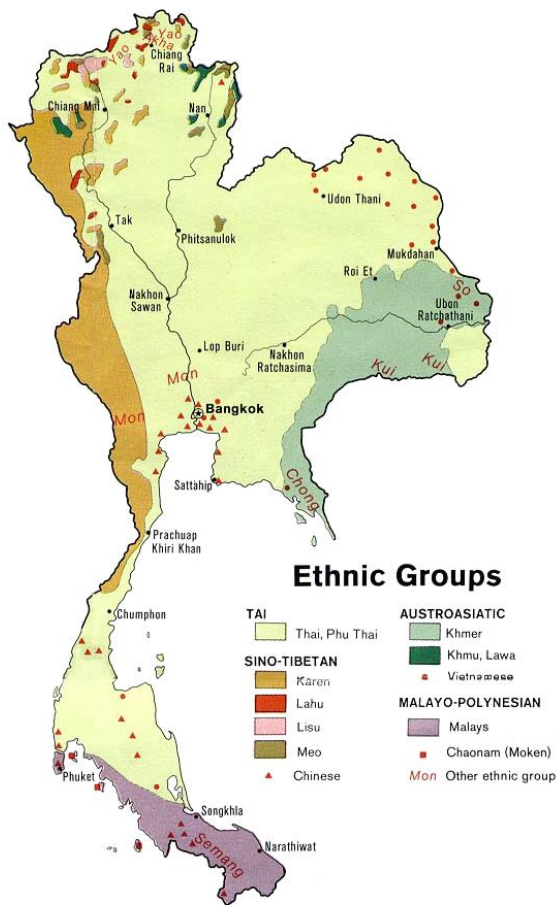 Yao
Yao
Akha
Chiang
Rai
Chiang Mai
Nan
Udon Thani
Tak
Phitsanulok
Mukdahan
Roi Et
So
Nakhon
Sawan
Ubon
Ratchathani
Lop Buri
Nakhon
Ratchasima
Kui
Kui
Mon
Mon
Bangkok
Sattahip
Chong
Prachuap
Khiri Khan
Chumphon
Phuket
Songkhla
Semang
Narathiwat
Ethnic Groups
TAI
Thai, Phu Thai
SINO-TIBETAN
Karen
Lahu
Lisu
Meo
Chinese
AUSTROASIATIC
Khmer
Khmu, Lawa
Vietnamese
MALAYO-POLYNESIAN
Malays
Chaonam (Moken)
Mon Other ethnic group